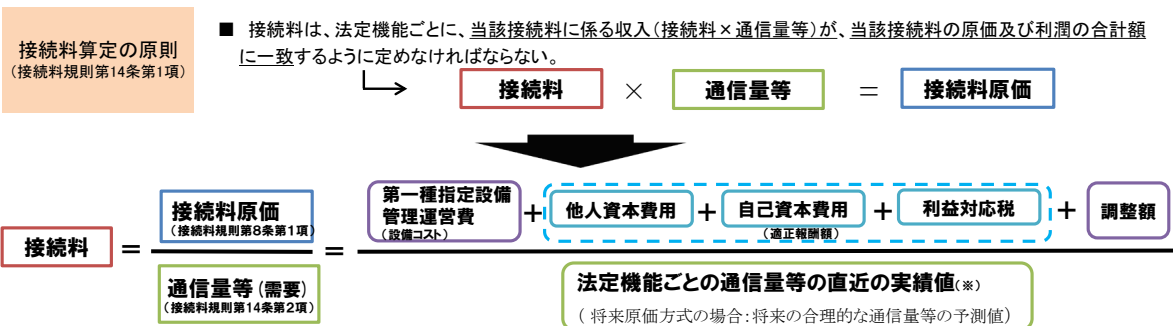 接続料算定の原則
(接続料規則第14条第1項)
■ 接続料は、法定機能ごとに、当該接続料に係る収入(接続料×通信量等)が、当該接続料の原価及び利潤の合計額
に一致するように定めなければならない。
接続料 × 通信量等 = 接続料原価
接続料
=
接続料原価
(接続料規則第8条第1項)
通信量等(需要)
(接続料規則第14条第2項)
=
第一種指定設備
管理運営費
(設備コスト)
+
他人資本費用
+
自己資本費用
(適正報酬額)
+
利益対応税
+
調整額
法定機能ごとの通信量等の直近の実績値(※)
(将来原価方式の場合:将来の合理的な通信量等の予測値)